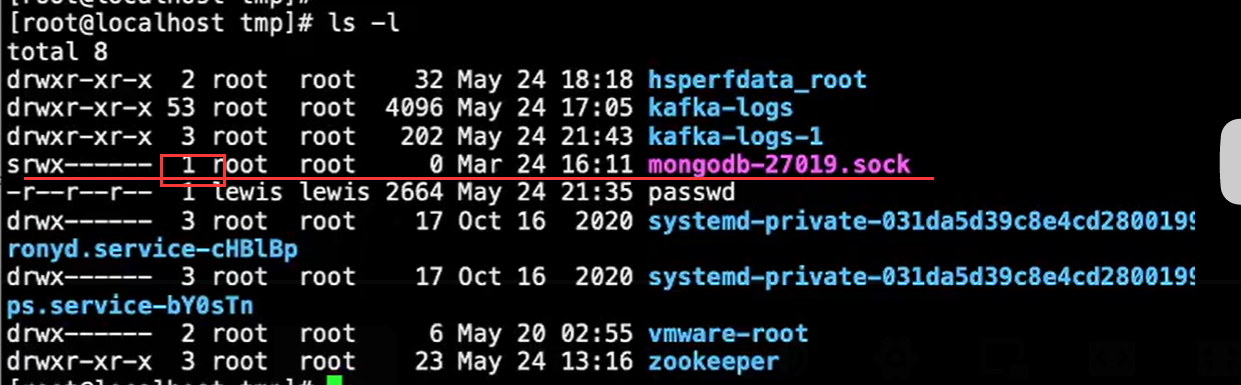 [root@localhost tmp]# ls -l
total 8
drwxr-xr-x 2 root root 32 May 24 18:18 hsperfdata_root
drwxr-xr-x 53 root root 4096 May 24 17:05 kafka-logs
drwxr-xr-x 3 root root 202 May 24 21:43 kafka-logs-1
srwx------ 1 root root 0 Mar 24 16:11 mongodb-27019.sock
-r--r--r-- 1 lewis lewis 2664 May 24 21:35 passwd
drwx------ 3 root root 17 Oct 16 2020 systemd-private-031da5d39c8e4cd2800199
ronyd.service-cHBlBp
drwx------ 3 root root 17 Oct 16 2020 systemd-private-031da5d39c8e4cd2800199
ps.service-bY0sTn
drwx------ 2 root root 6 May 20 02:55 vmware-root
drwxr-xr-x 3 root root 23 May 24 13:16 zookeeper
[root@localhost tmp]#